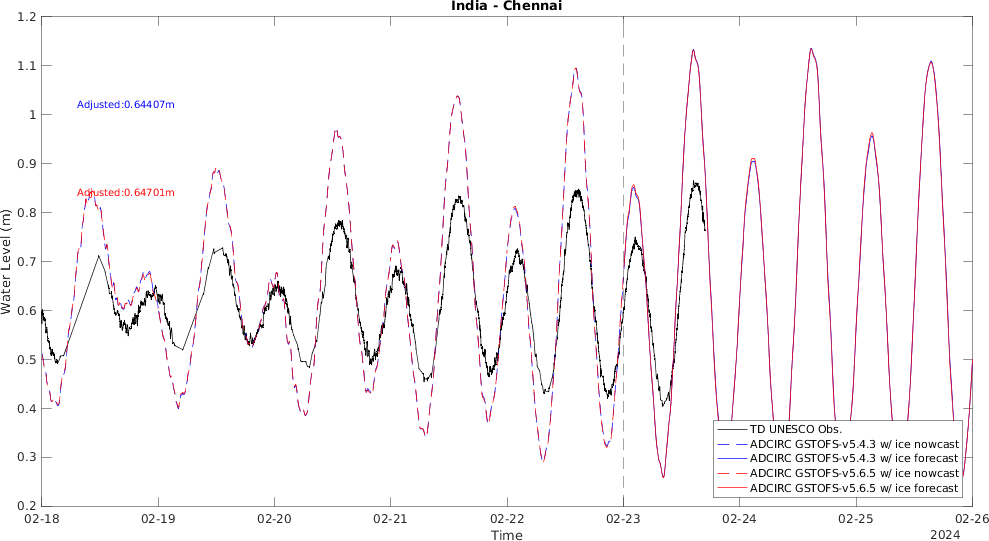 India - Chennai
Water Level (m)
1.2
1.1
1
0.9
0.8
0.7
0.6
0.5
0.4
0.3
0.2
Adjusted:0.64407m
Adjusted:0.64701m
TD UNESCO Obs.
ADCIRC GSTOFS-v5.4.3 w/ ice nowcast
ADCIRC GSTOFS-v5.4.3 w/ ice forecast
ADCIRC GSTOFS-v5.6.5 w/ ice nowcast
ADCIRC GSTOFS-v5.6.5 w/ ice forecast
02-18 02-19 02-20 02-21 02-22 02-23 02-24 02-25 02-26
Time
2024